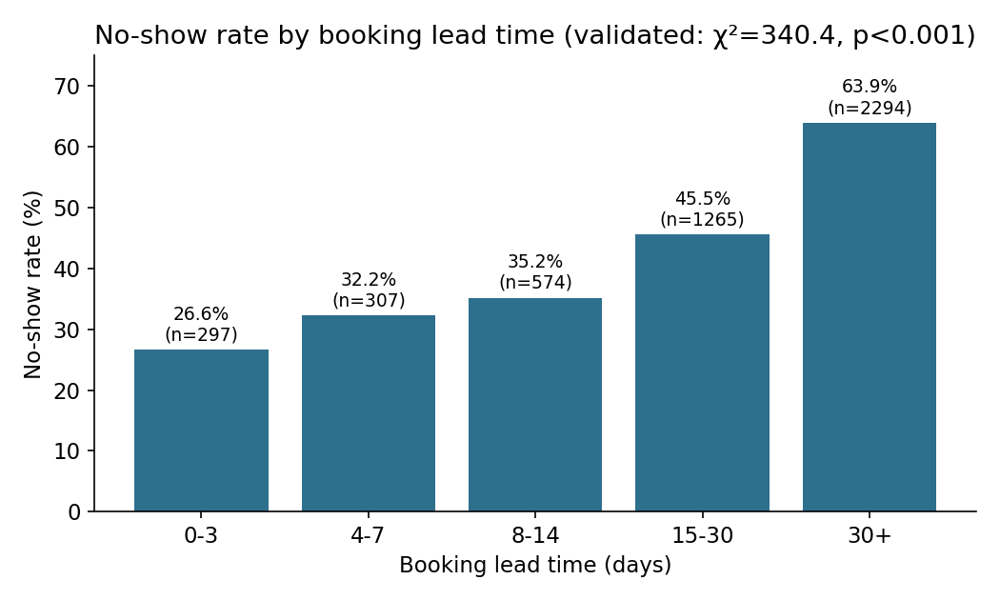 No-show rate by booking lead time (validated: χ²=340.4, p<0.001)
No-show rate (%)
70
60
50
40
30
20
10
0
26.6%
(n=297)
32.2%
(n=307)
35.2%
(n=574)
45.5%
(n=1265)
63.9%
(n=2294)
0-3
4-7
8-14
15-30
30+
Booking lead time (days)